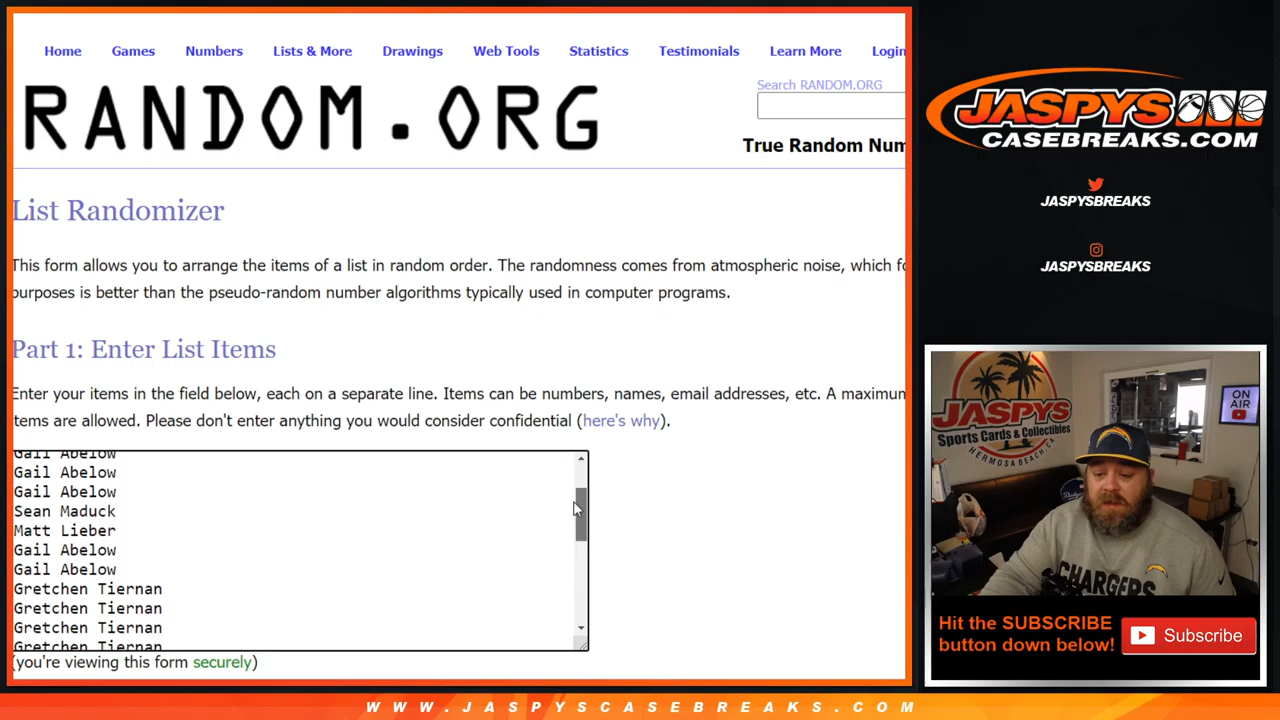 Home Games Numbers Lists & More Drawings Web Tools Statistics Testimonials Learn More Login
Search RANDOM.ORG
RANDOM.ORG
True Random Num
List Randomizer
This form allows you to arrange the items of a list in random order. The randomness comes from atmospheric noise, which fo
purposes is better than the pseudo-random number algorithms typically used in computer programs.
Part 1: Enter List Items
Enter your items in the field below, each on a separate line. Items can be numbers, names, email addresses, etc. A maximum
items are allowed. Please don't enter anything you would consider confidential (here's why).
Gail Abelow
Gail Abelow
Gail Abelow
Sean Maduck
Matt Lieber
Gail Abelow
Gail Abelow
Gretchen Tiernan
Gretchen Tiernan
Gretchen Tiernan
Gretchen Tiernan
(you're viewing this form securely)
JASPYS
CASEBREAKS.COM
JASPYSBREAKS
JASPYSBREAKS
JASPYS
Sports Cards & Collectibles
HERMOSA BEACH, CA
ON
AIR
CHARGERS
Hit the SUBSCRIBE
button down below!
Subscribe
WWW.JASPYSCASEBREAKS.COM